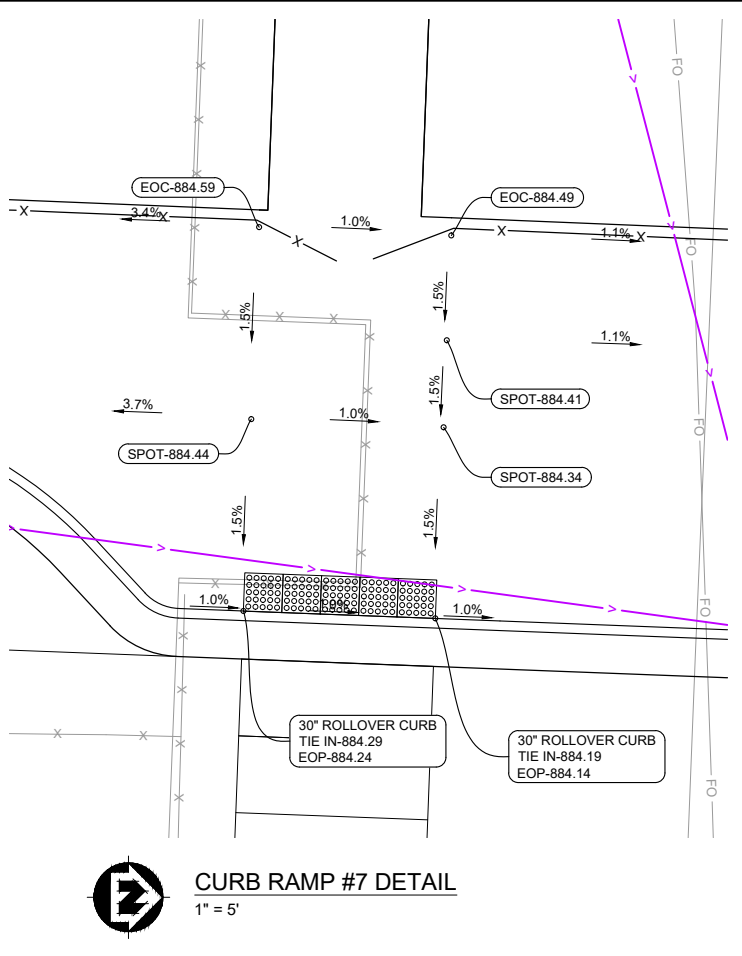 FO
EOC-884.59
EOC-884.49
X
3.4%
X
X
1.0%
X
1.1%
X
FO
1.5%
1.5%
1.1%
SPOT-884.41
3.7%
1.0%
1.5%
FO
SPOT-884.44
SPOT-884.34
1.5%
1.5%
1.0%
1.0%
30" ROLLOVER CURB
TIE IN-884.29
EOP-884.24
30" ROLLOVER CURB
TIE IN-884.19
EOP-884.14
FO
CURB RAMP #7 DETAIL
1" = 5'